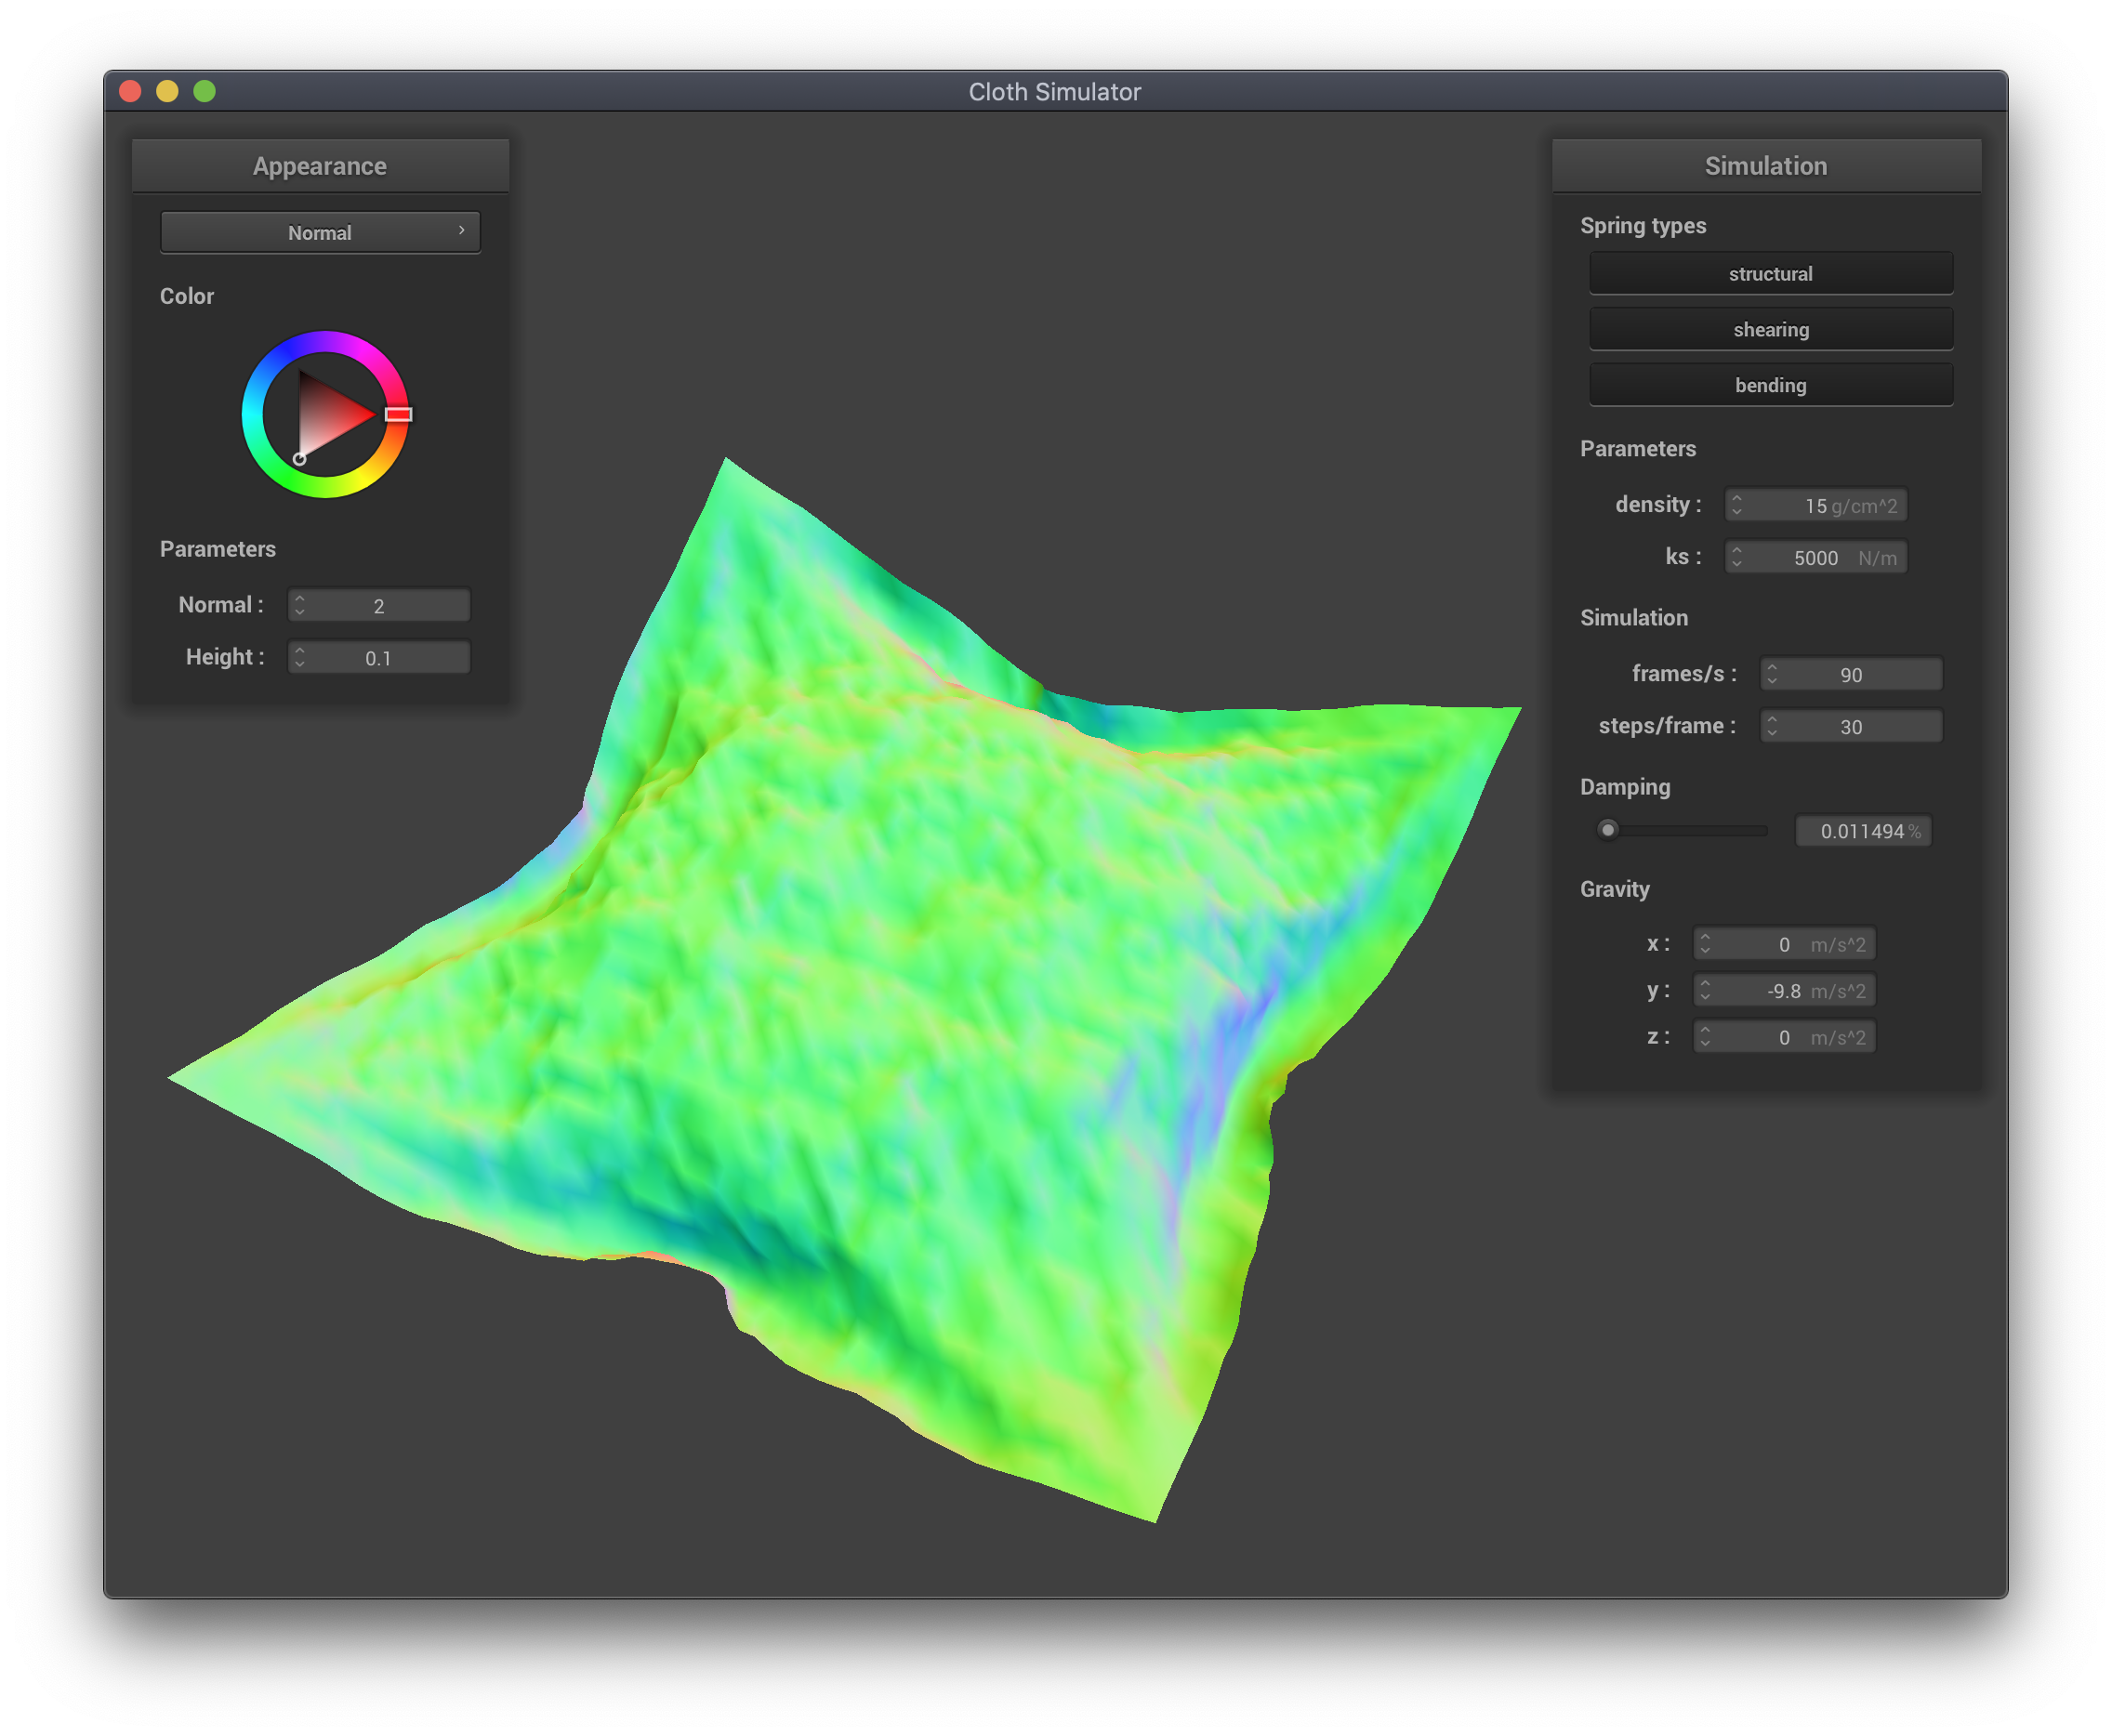 Cloth Simulator
Appearance
Normal
Color
Parameters
Normal : 2
Height : 0.1
Simulation
Spring types
structural
shearing
bending
Parameters
density : 15 g/cm^2
ks : 5000 N/m
Simulation
frames/s : 90
steps/frame : 30
Damping
0.011494 %
Gravity
x : 0 m/s^2
y : -9.8 m/s^2
z : 0 m/s^2